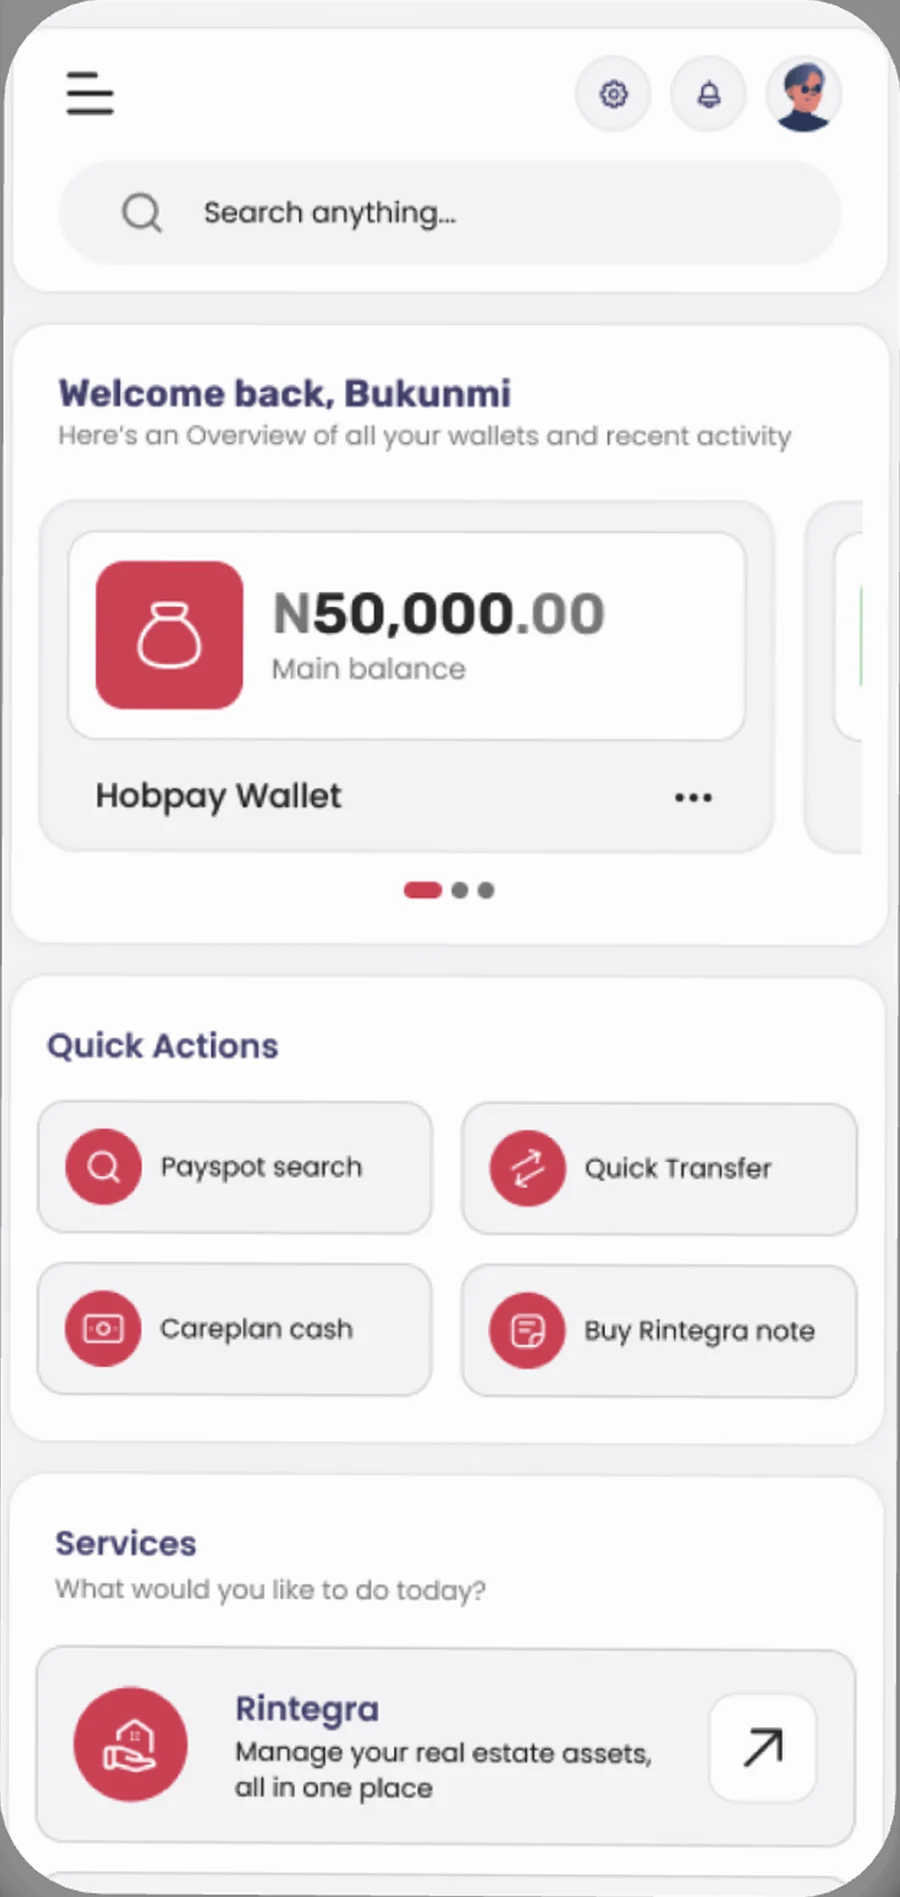 Search anything...
Welcome back, Bukunmi
Here's an Overview of all your wallets and recent activity
N50,000.00
Main balance
Hobpay Wallet
Quick Actions
Payspot search
Quick Transfer
Careplan cash
Buy Rintegra note
Services
What would you like to do today?
Rintegra
Manage your real estate assets,
all in one place